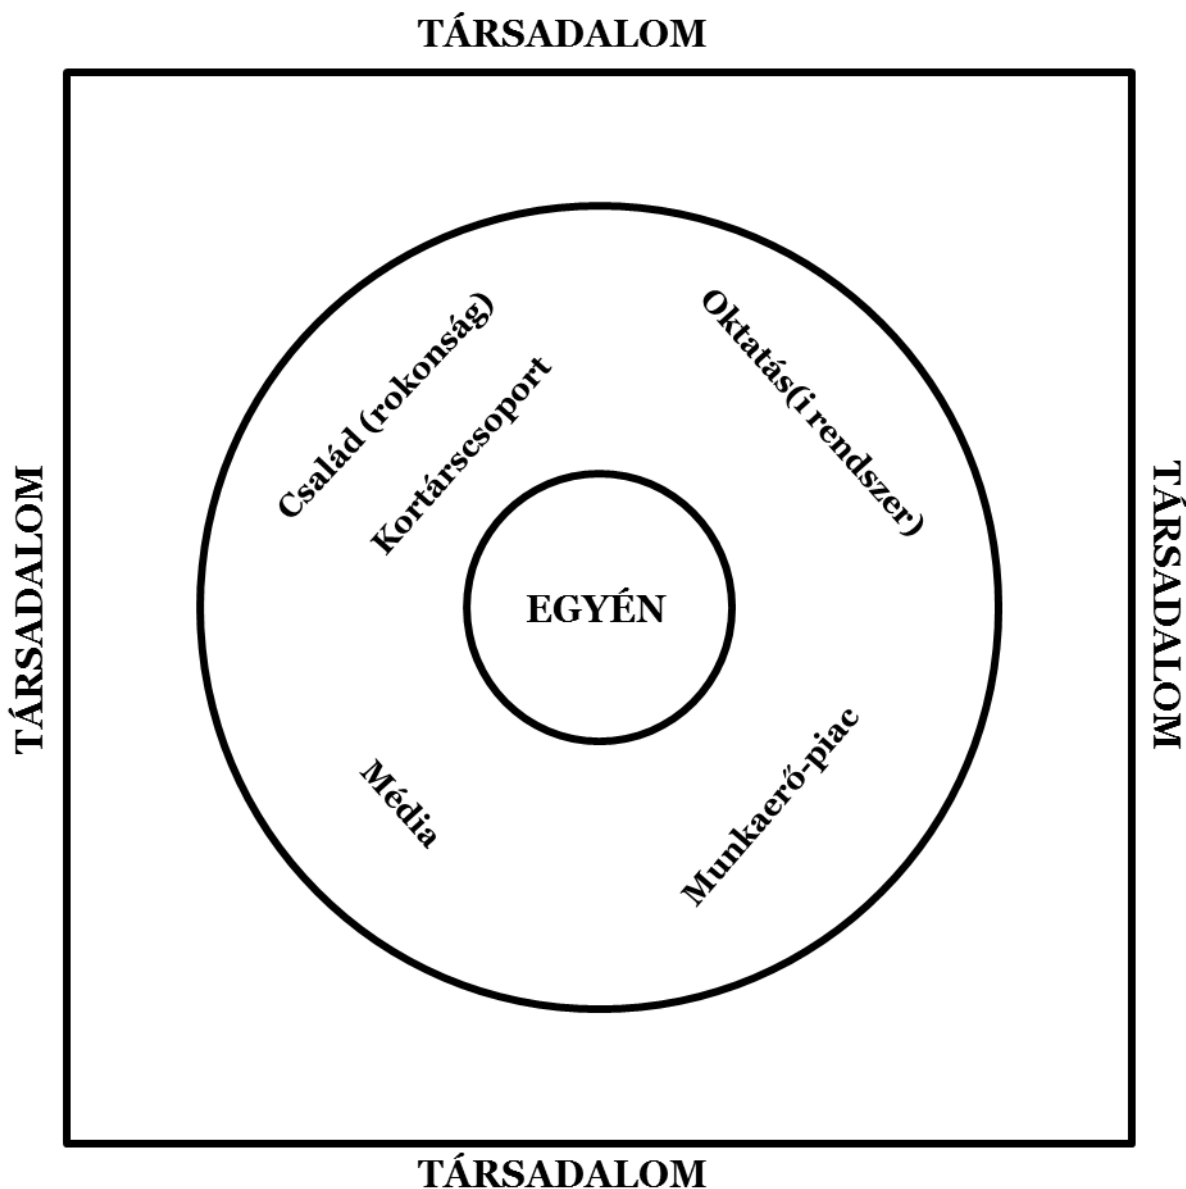 TÁRSADALOM
Család (rokonság)
Kortárscsoport
Oktatás(i rendszer)
TÁRSADALOM
EGYÉN
TÁRSADALOM
Média
Munkaerő-piac
TÁRSADALOM